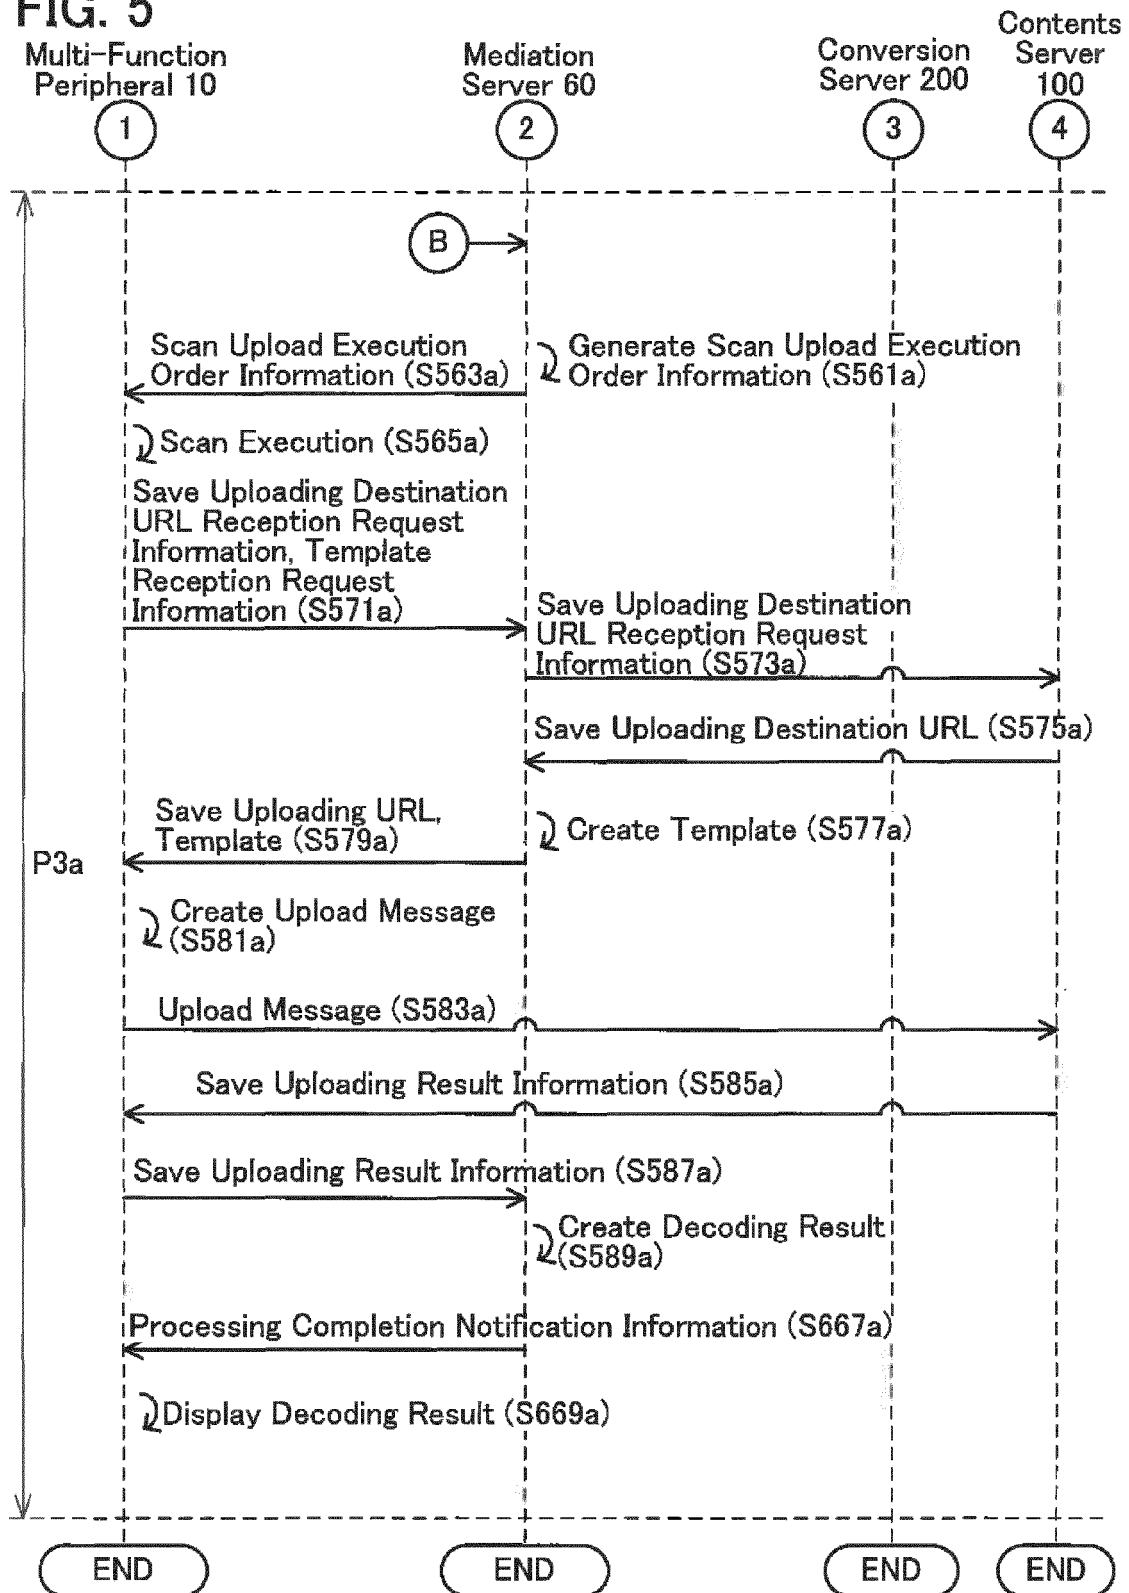 FIG. 5
Multi-Function
Peripheral 10
Mediation
Server 60
Conversion
Server 200
Contents
Server
100
1
2
3
4
B
Scan Upload Execution
Order Information (S563a)
Generate Scan Upload Execution
Order Information (S561a)
Scan Execution (S565a)
Save Uploading Destination
URL Reception Request
Information, Template
Reception Request
Information (S571a)
Save Uploading Destination
URL Reception Request
Information (S573a)
Save Uploading Destination URL (S575a)
Save Uploading URL,
Template (S579a)
Create Template (S577a)
P3a
Create Upload Message
(S581a)
Upload Message (S583a)
Save Uploading Result Information (S585a)
Save Uploading Result Information (S587a)
Create Decoding Result
(S589a)
Processing Completion Notification Information (S667a)
Display Decoding Result (S669a)
END
END
END
END